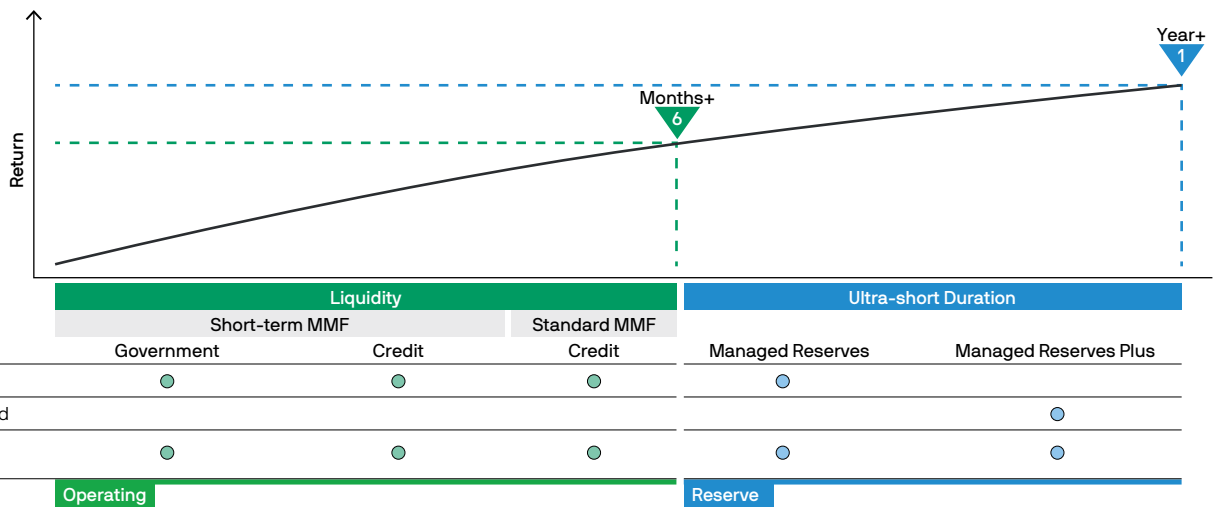 Year+
1
Months+
6
Return
Liquidity Ultra-short Duration
Short-term MMF Standard MMF
Government Credit Credit Managed Reserves Managed Reserves Plus
Operating Reserve